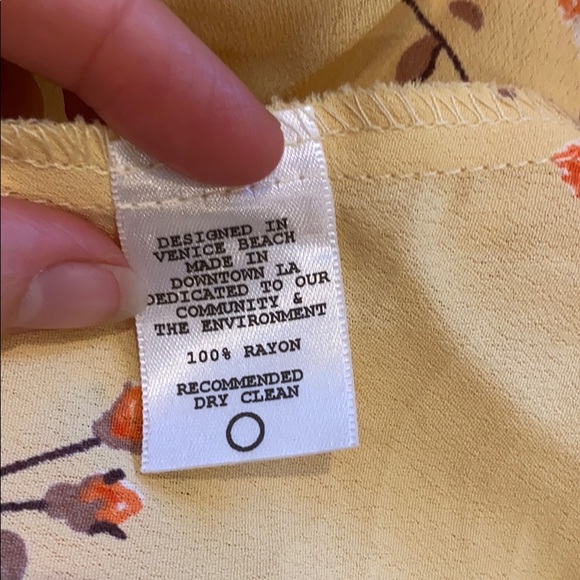 DESIGNED IN
VENICE BEACH
MADE IN
DOWNTOWN LA
DEDICATED TO OUR
COMMUNITY &
THE ENVIRONMENT
100% RAYON
RECOMMENDED
DRY CLEAN